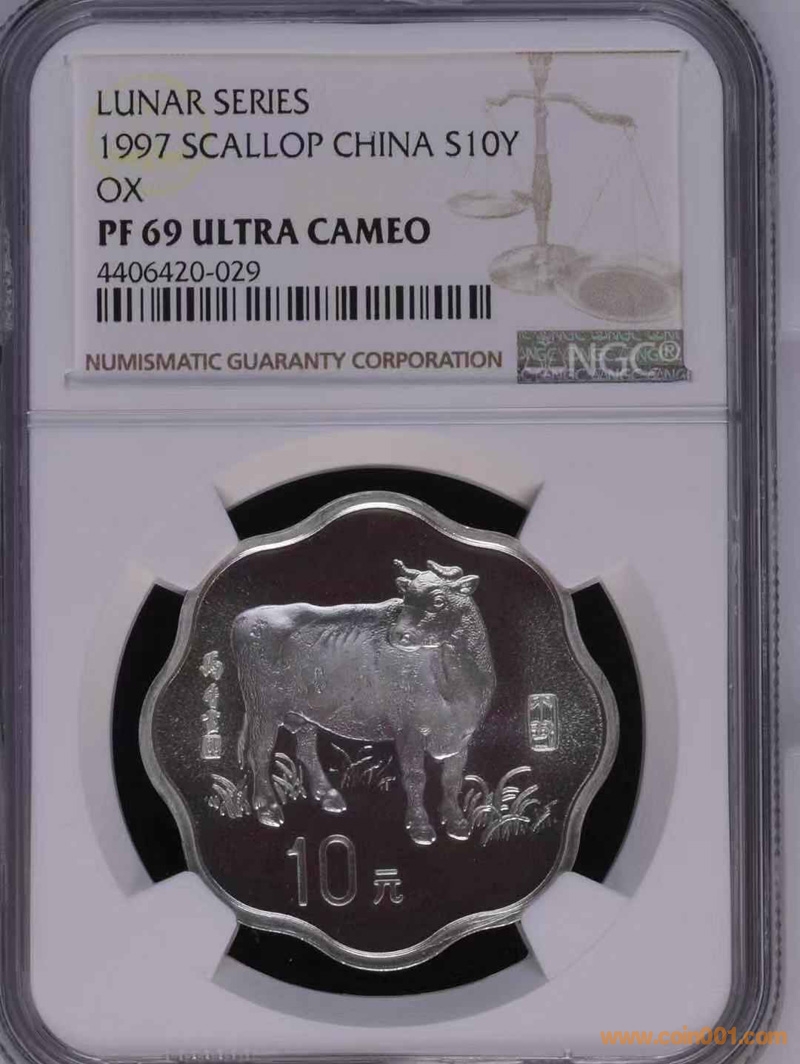 LUNAR SERIES
1997 SCALLOP CHINA S10Y
OX
PF 69 ULTRA CAMEO
4406420-029
NUMISMATIC GUARANTY CORPORATION
NGC®
10元
www.coin001.com